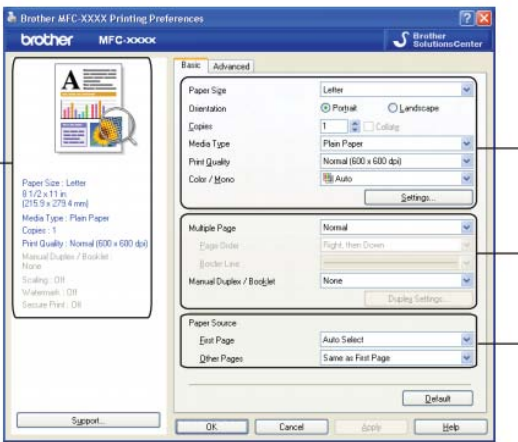 Brother MFC-XXXX Printing Preferences
brother MFC-XXXX
Brother
SolutionsCenter
Basic Advanced
Paper Size : Letter
8 1/2 x 11 in
(215.9 x 279.4 mm)
Media Type : Plain Paper
Copies : 1
Print Quality : Normal (600 x 600 dpi)
Manual Duplex / Booklet
None
Scaling : Off
Watermark : Off
Secure Print : Off
Support...
Paper Size Letter
Orientation Portrait Landscape
Copies 1 Collate
Media Type Plain Paper
Print Quality Normal (600 x 600 dpi)
Color / Mono Auto
Settings...
Multiple Page Normal
Page Order Right, then Down
Border Line
Manual Duplex / Booklet None
Duplex Settings...
Paper Source
First Page Auto Select
Other Pages Same as First Page
Default
OK Cancel Apply Help